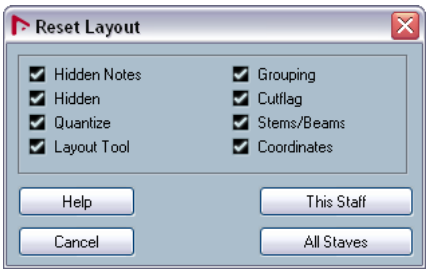 Reset Layout
Hidden Notes
Hidden
Quantize
Layout Tool
Grouping
Cutflag
Stems/Beams
Coordinates
Help
This Staff
Cancel
All Staves